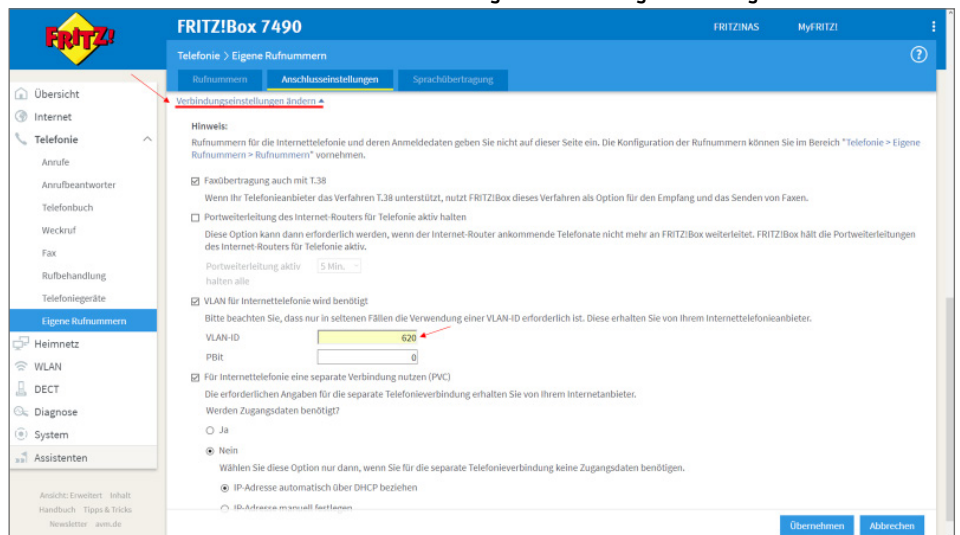 FRITZ!
FRITZ!Box 7490
FRITZ!NAS
MyFRITZ!
Telefonie > Eigene Rufnummern
?
Rufnummern
Anschlusseinstellungen
Sprachübertragung
Übersicht
Internet
Telefonie
Anrufe
Anrufbeantworter
Telefonbuch
Weckruf
Fax
Rufbehandlung
Telefoniegeräte
Eigene Rufnummern
Heimnetz
WLAN
DECT
Diagnose
System
Assistenten
Ansicht: Erweitert Inhalt
Handbuch Tipps & Tricks
Newsletter avm.de
Verbindungseinstellungen ändern
Hinweis:
Rufnummern für die Internettelefonie und deren Anmeldedaten geben Sie nicht auf dieser Seite ein. Die Konfiguration der Rufnummern können Sie im Bereich "Telefonie > Eigene
Rufnummern > Rufnummern" vornehmen.
Faxübertragung auch mit T.38
Wenn Ihr Telefonieanbieter das Verfahren T.38 unterstützt, nutzt FRITZ!Box dieses Verfahren als Option für den Empfang und das Senden von Faxen.
Portweiterleitung des Internet-Routers für Telefonie aktiv halten
Diese Option kann dann erforderlich werden, wenn der Internet-Router ankommende Telefonate nicht mehr an FRITZ!Box weiterleitet. FRITZ!Box hält die Portweiterleitungen
des Internet-Routers für Telefonie aktiv.
Portweiterleitung aktiv 5 Min.
halten alle
VLAN für Internettelefonie wird benötigt
Bitte beachten Sie, dass nur in seltenen Fällen die Verwendung einer VLAN-ID erforderlich ist. Diese erhalten Sie von Ihrem Internettelefonieanbieter.
VLAN-ID 620
PBit 0
Für Internettelefonie eine separate Verbindung nutzen (PVC)
Die erforderlichen Angaben für die separate Telefonieverbindung erhalten Sie von Ihrem Internetanbieter.
Werden Zugangsdaten benötigt?
Ja
Nein
Wählen Sie diese Option nur dann, wenn Sie für die separate Telefonieverbindung keine Zugangsdaten benötigen.
IP-Adresse automatisch über DHCP beziehen
IP-Adresse manuell festlegen
Übernehmen
Abbrechen